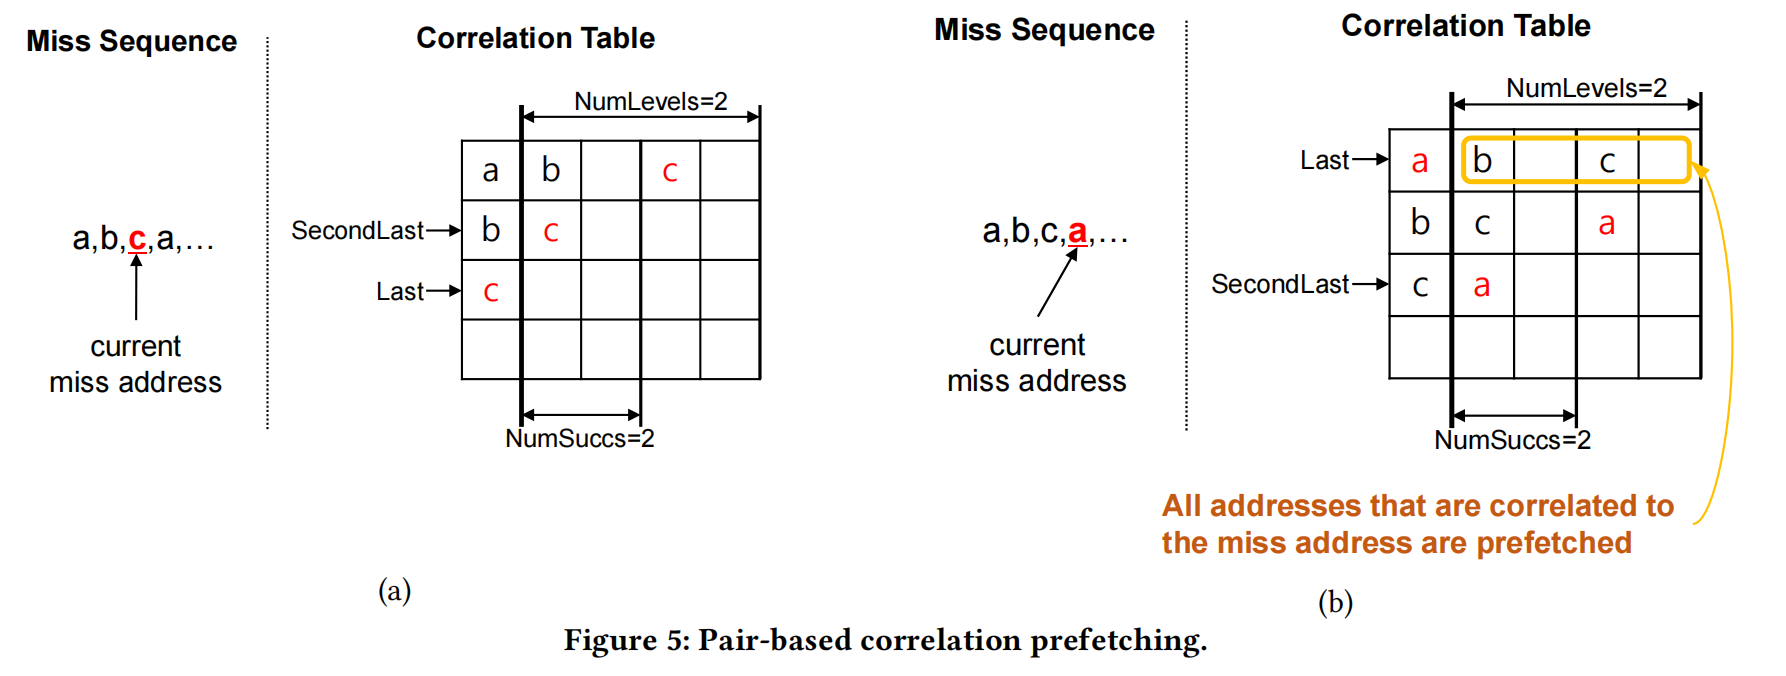 Miss Sequence
Correlation Table
NumLevels=2
a b c
SecondLast b c
a,b,c,a,...
Last c
current
miss address
NumSuccs=2
(a)
Miss Sequence
Correlation Table
NumLevels=2
Last a b c
b c a
a,b,c,a,...
SecondLast c a
current
miss address
NumSuccs=2
All addresses that are correlated to
the miss address are prefetched
(b)
Figure 5: Pair-based correlation prefetching.